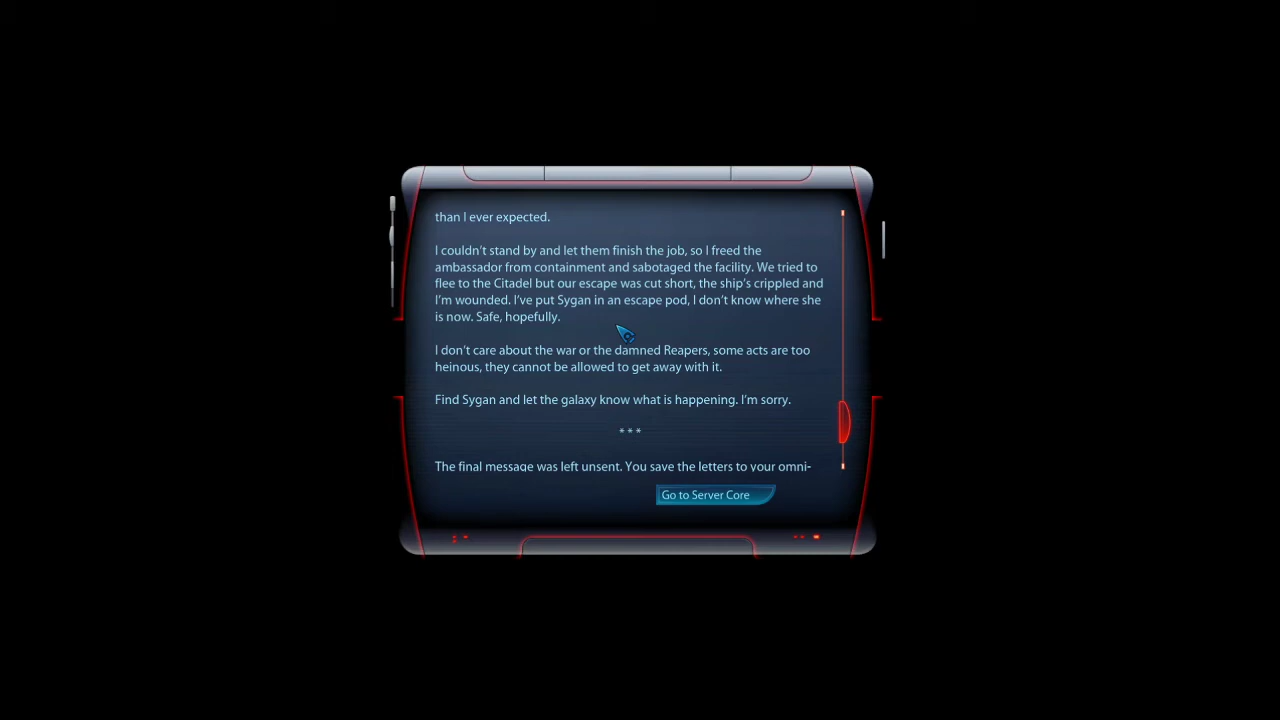 than I ever expected.
I couldn't stand by and let them finish the job, so I freed the
ambassador from containment and sabotaged the facility. We tried to
flee to the Citadel but our escape was cut short, the ship's crippled and
I'm wounded. I've put Sygan in an escape pod, I don't know where she
is now. Safe, hopefully.
I don't care about the war or the damned Reapers, some acts are too
heinous, they cannot be allowed to get away with it.
Find Sygan and let the galaxy know what is happening. I'm sorry.
***
The final message was left unsent. You save the letters to your omni-
Go to Server Core